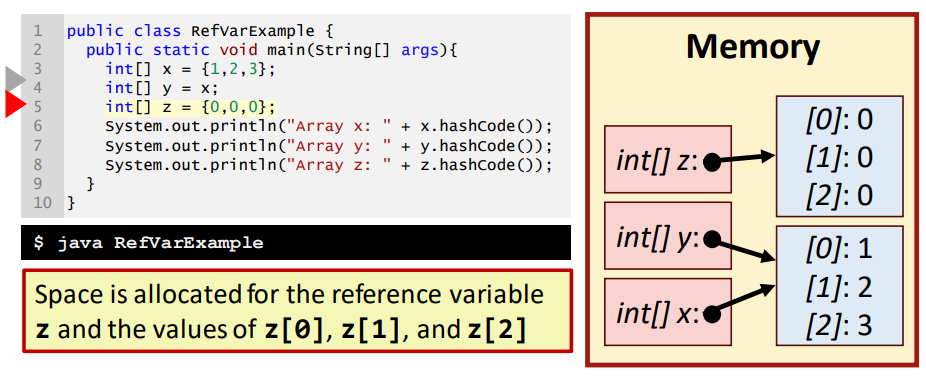 1 public class RefVarExample {
2 public static void main(String[] args){
3 int[] x = {1,2,3};
4 int[] y = x;
5 int[] z = {0,0,0};
6 System.out.println("Array x: " + x.hashCode());
7 System.out.println("Array y: " + y.hashCode());
8 System.out.println("Array z: " + z.hashCode());
9 }
10 }
$ java RefVarExample
Space is allocated for the reference variable
z and the values of z[0], z[1], and z[2]
Memory
int[] z:
[0]: 0
[1]: 0
[2]: 0
int[] y:
int[] x:
[0]: 1
[1]: 2
[2]: 3